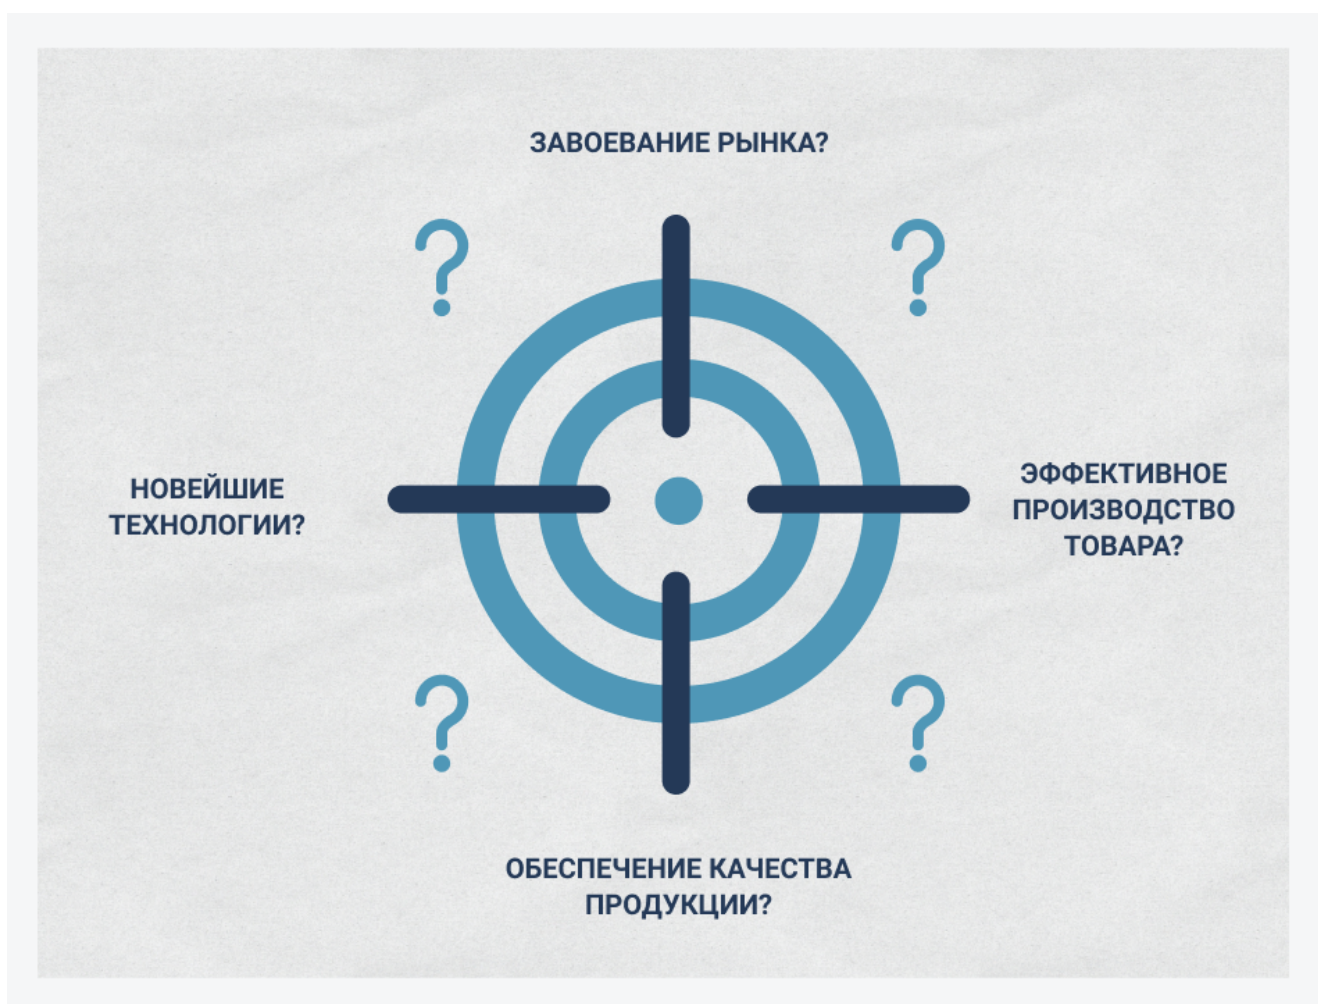 ЗАВОЕВАНИЕ РЫНКА?
НОВЕЙШИЕ
ТЕХНОЛОГИИ?
ЭФФЕКТИВНОЕ
ПРОИЗВОДСТВО
ТОВАРА?
ОБЕСПЕЧЕНИЕ КАЧЕСТВА
ПРОДУКЦИИ?